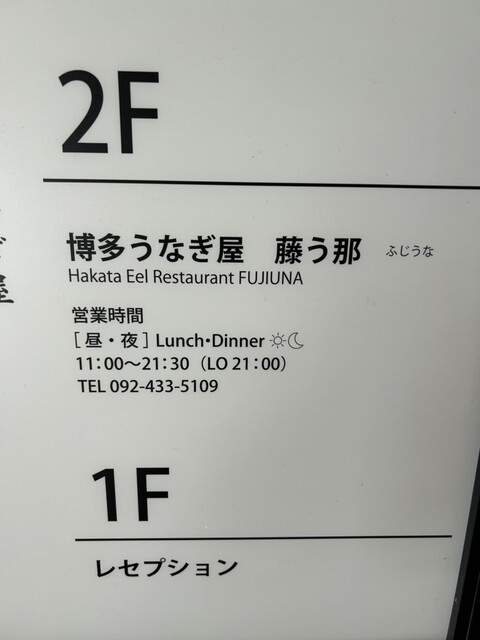 2F
博多うなぎ屋 藤う那 ふじうな
Hakata Eel Restaurant FUJIUNA
営業時間
[ 昼・夜 ] Lunch・Dinner
11:00〜21:30 (LO 21:00)
TEL 092-433-5109
1F
レセプション
屋